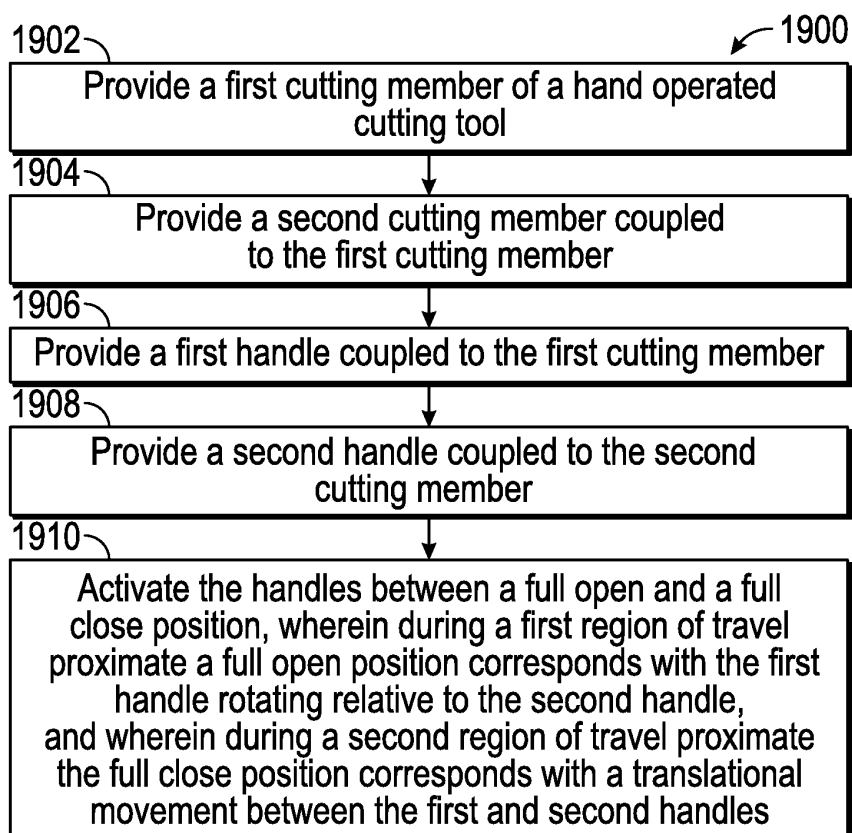 1900
1902
Provide a first cutting member of a hand operated
cutting tool
1904
Provide a second cutting member coupled
to the first cutting member
1906
Provide a first handle coupled to the first cutting member
1908
Provide a second handle coupled to the second
cutting member
1910
Activate the handles between a full open and a full
close position, wherein during a first region of travel
proximate a full open position corresponds with the first
handle rotating relative to the second handle,
and wherein during a second region of travel proximate
the full close position corresponds with a translational
movement between the first and second handles